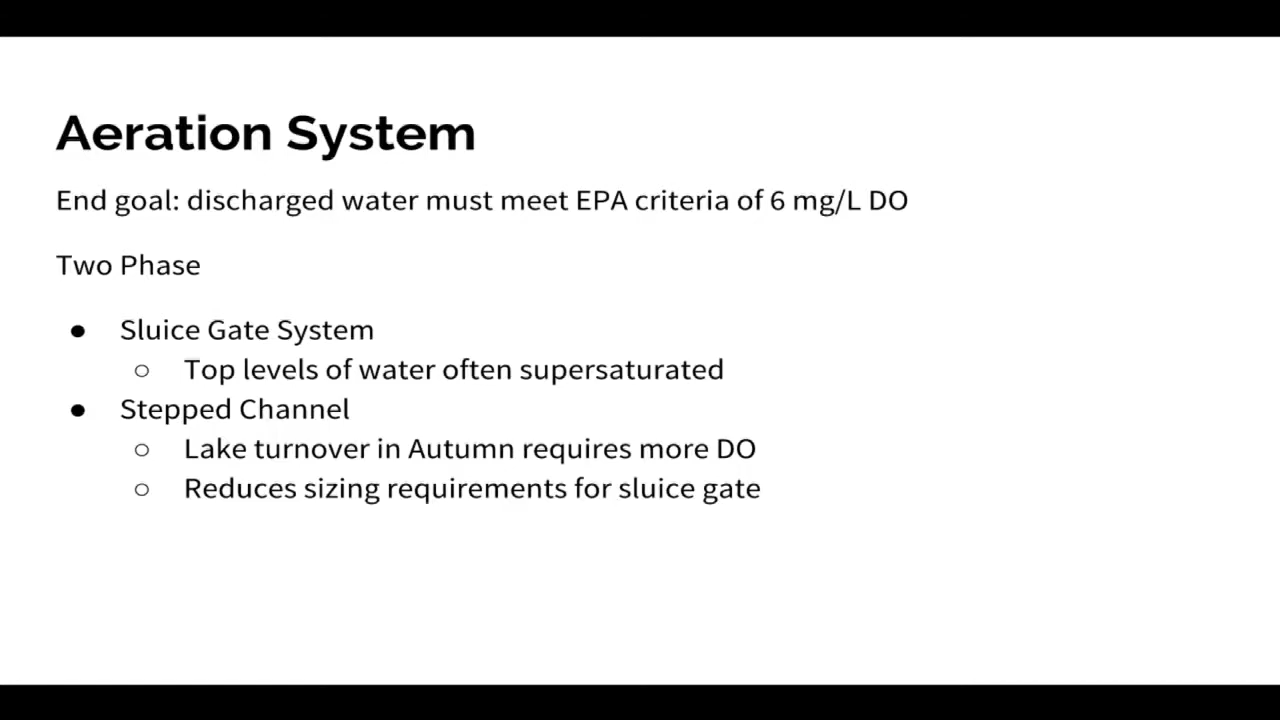 Aeration System
End goal: discharged water must meet EPA criteria of 6 mg/L DO
Two Phase
● Sluice Gate System
○ Top levels of water often supersaturated
● Stepped Channel
○ Lake turnover in Autumn requires more DO
○ Reduces sizing requirements for sluice gate